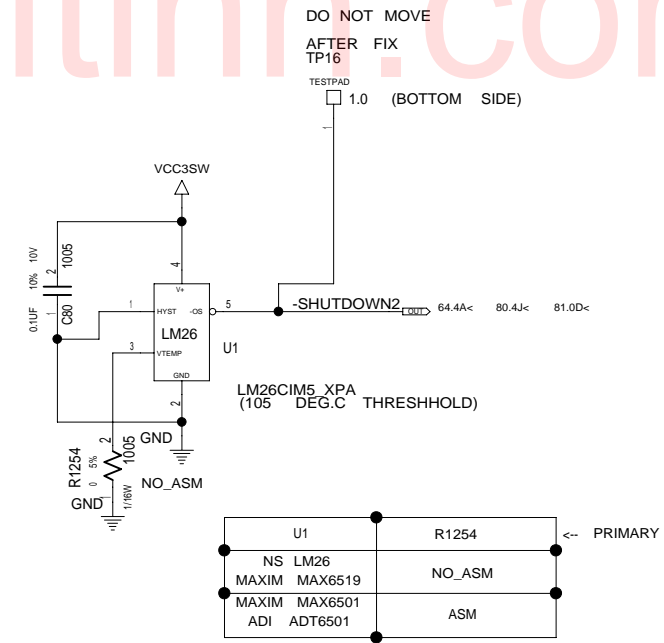 DO NOT MOVE
AFTER FIX
TP16
TESTPAD
1.0 (BOTTOM SIDE)
1
VCC3SW
0.1UF 10% 10V
C80
1005
2
1
4
V+
1
HYST
-OS
5
LM26
3
VTEMP
GND
2
U1
-SHUTDOWN2
OUT
64.4A< 80.4J< 81.0D<
LM26CIM5_XPA
(105 DEG.C THRESHHOLD)
GND
R1254
0 5%
2
1005
1
1/16W
NO_ASM
GND
U1 R1254 <-- PRIMARY
NS LM26
MAXIM MAX6519
NO_ASM
MAXIM MAX6501
ADI ADT6501
ASM